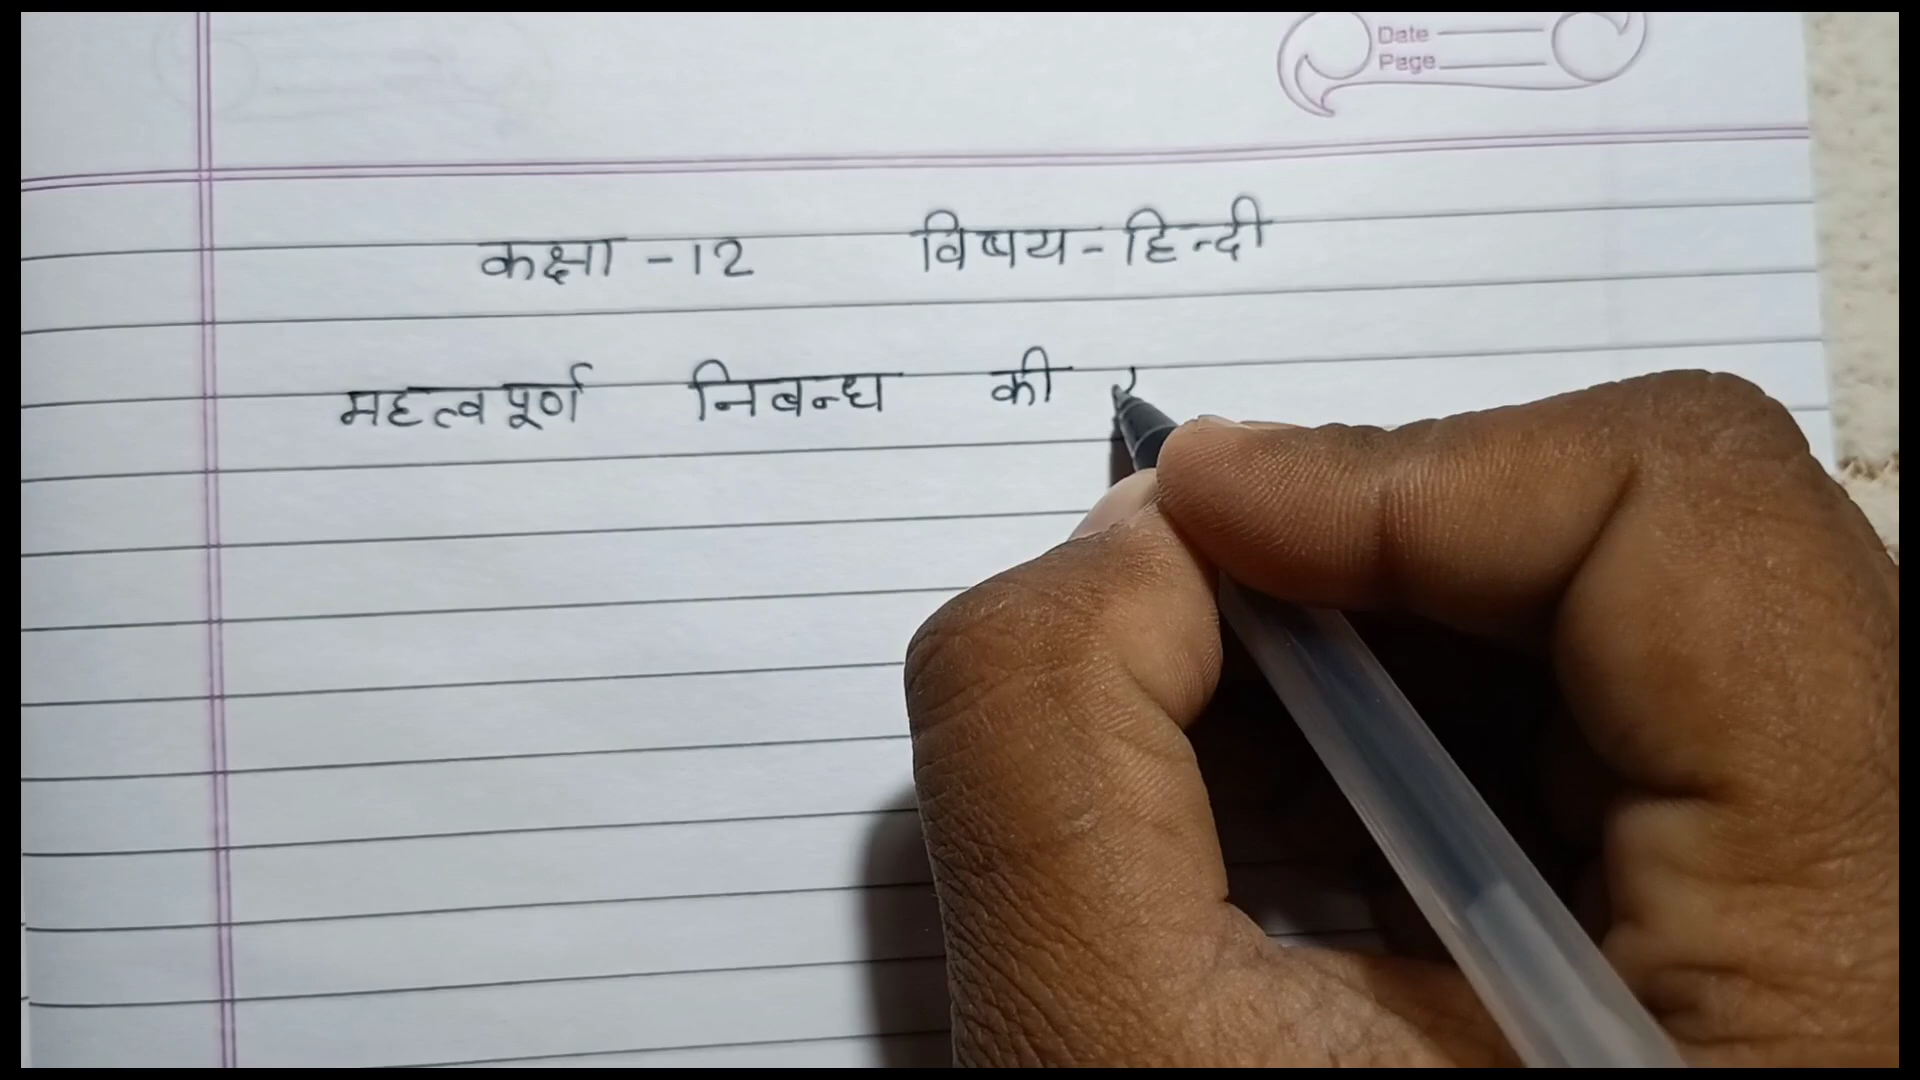 Date
Page
कक्षा -12 विषय - हिन्दी
महत्वपूर्ण निबन्ध की